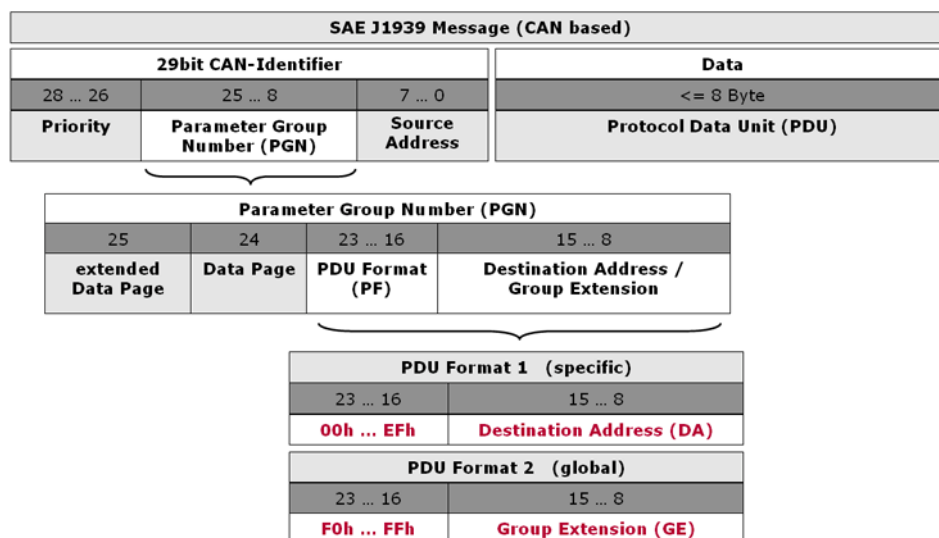 SAE J1939 Message (CAN based)
29bit CAN-Identifier
Data
28 ... 26
25 ... 8
7 ... 0
<= 8 Byte
Priority
Parameter Group
Number (PGN)
Source
Address
Protocol Data Unit (PDU)
Parameter Group Number (PGN)
25
24
23 ... 16
15 ... 8
extended
Data Page
Data Page
PDU Format
(PF)
Destination Address /
Group Extension
PDU Format 1 (specific)
23 ... 16
15 ... 8
00h ... EFh
Destination Address (DA)
PDU Format 2 (global)
23 ... 16
15 ... 8
F0h ... FFh
Group Extension (GE)